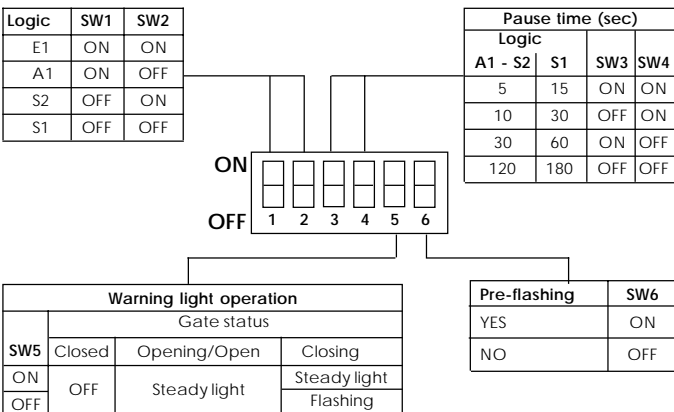 Logic SW1 SW2
E1 ON ON
A1 ON OFF
S2 OFF ON
S1 OFF OFF
Pause time (sec)
Logic
A1 - S2 S1 SW3 SW4
5 15 ON ON
10 30 OFF ON
30 60 ON OFF
120 180 OFF OFF
ON
OFF 1 2 3 4 5 6
Warning light operation
Gate status
SW5 Closed Opening/Open Closing
ON OFF Steady light Steady light
OFF Flashing
Pre-flashing SW6
YES ON
NO OFF